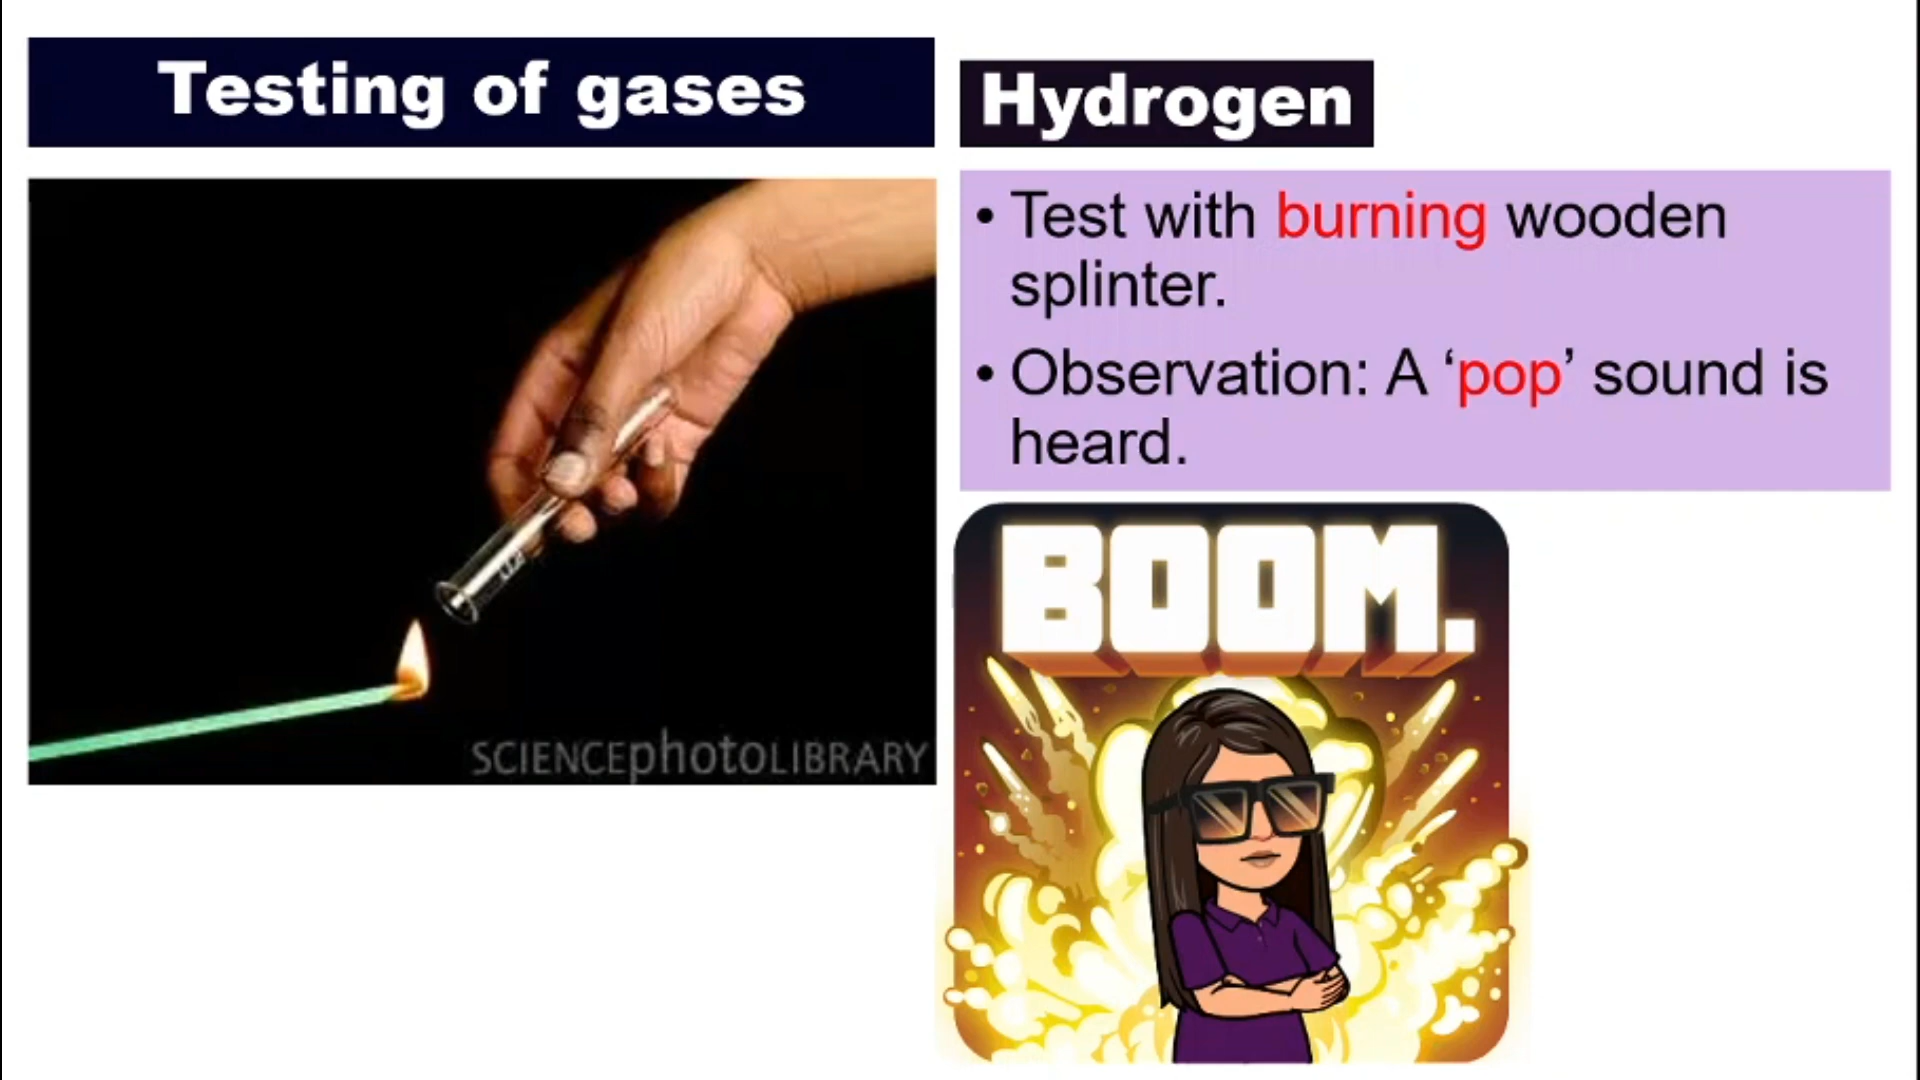 Testing of gases
Hydrogen
• Test with burning wooden
splinter.
• Observation: A ‘pop’ sound is
heard.
SCIENCEphotoLIBRARY
BOOM.